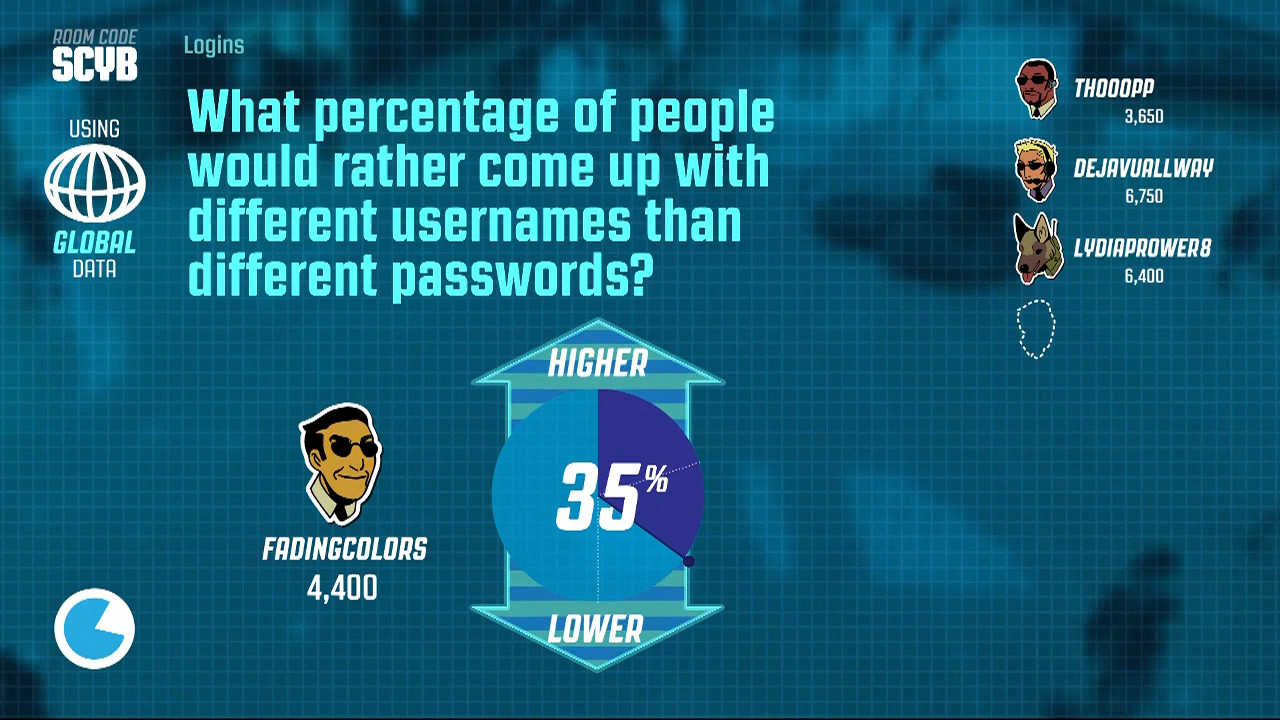 ROOM CODE
SCYB
Logins
USING
GLOBAL
DATA
What percentage of people
would rather come up with
different usernames than
different passwords?
THOOOPP
3,650
DEJAVUALLWAY
6,750
LYDIAPROWER8
6,400
HIGHER
35%
LOWER
FADINGCOLORS
4,400